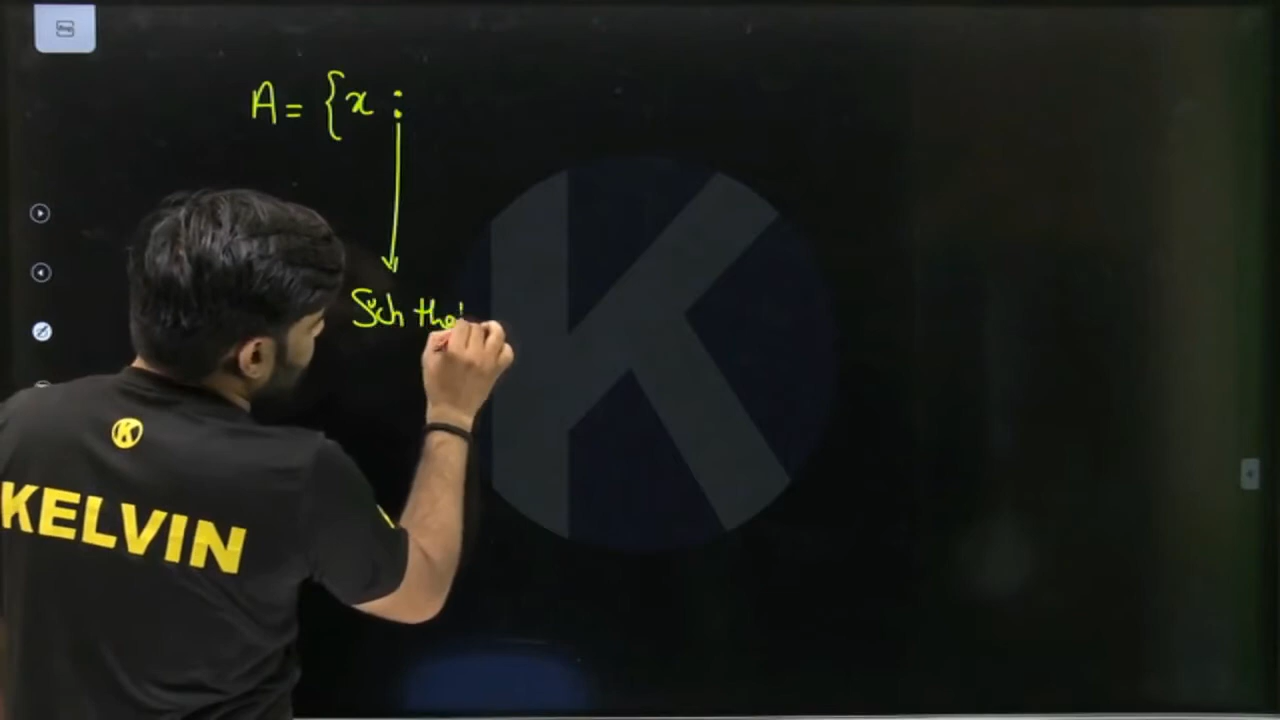 A = {x :
Such that
KELVIN
K
K